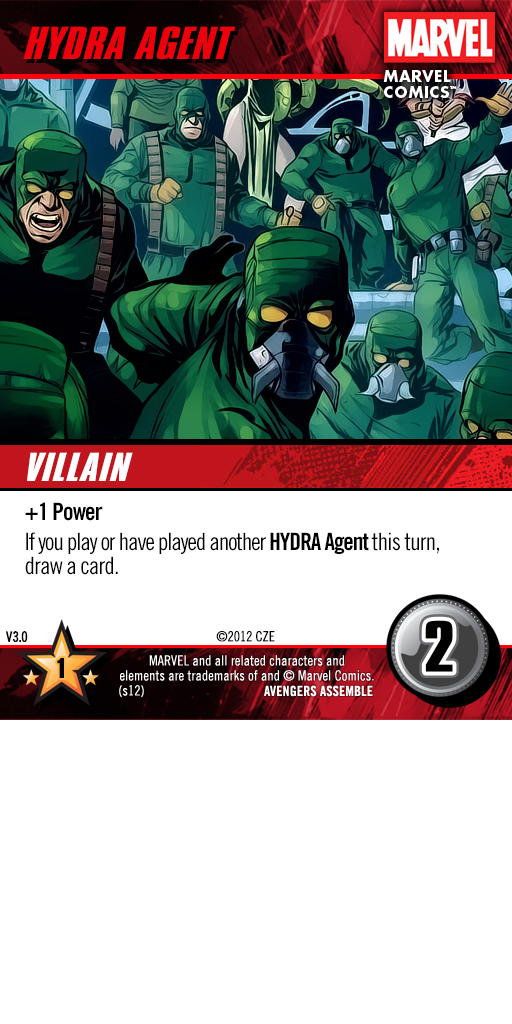 HYDRA AGENT
MARVEL
MARVEL
COMICS™
VILLAIN
+1 Power
If you play or have played another HYDRA Agent this turn,
draw a card.
V3.0
©2012 CZE
2
1
MARVEL and all related characters and
elements are trademarks of and © Marvel Comics.
(s12)
AVENGERS ASSEMBLE